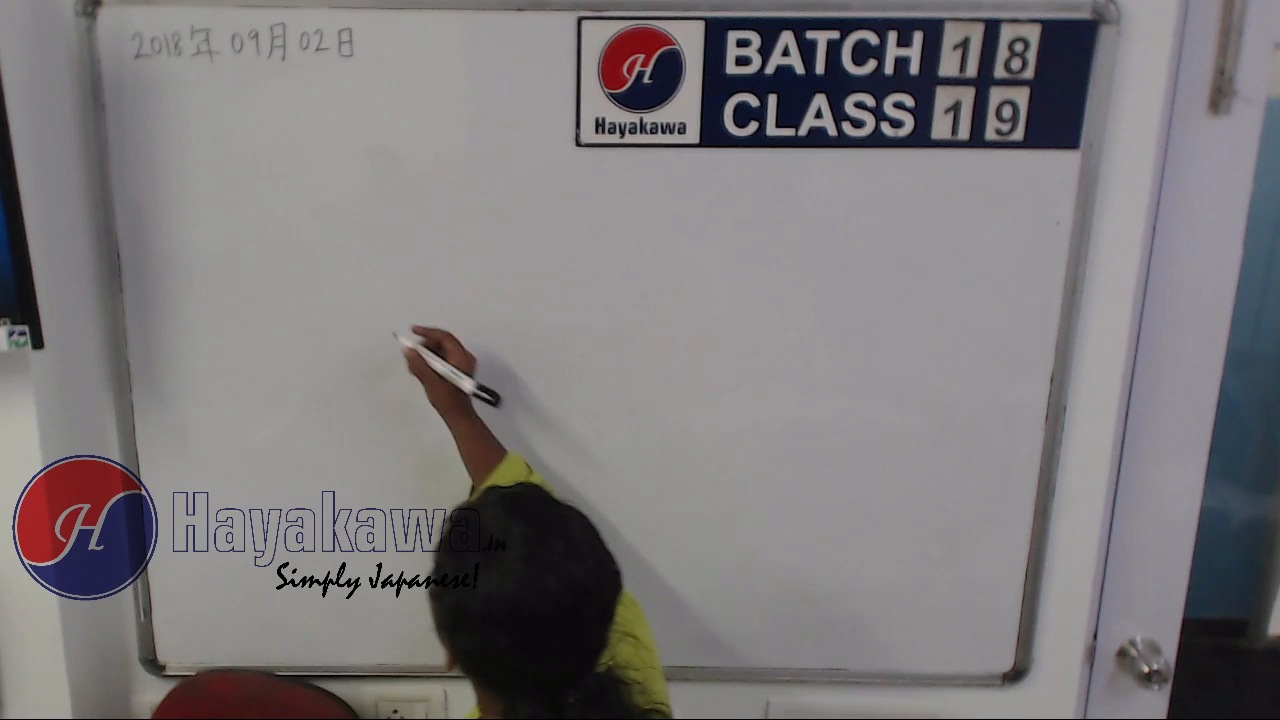 2018年 09月 02日
BATCH 18
CLASS 19
H
Hayakawa
H
Hayakawa.in
Simply Japanese!